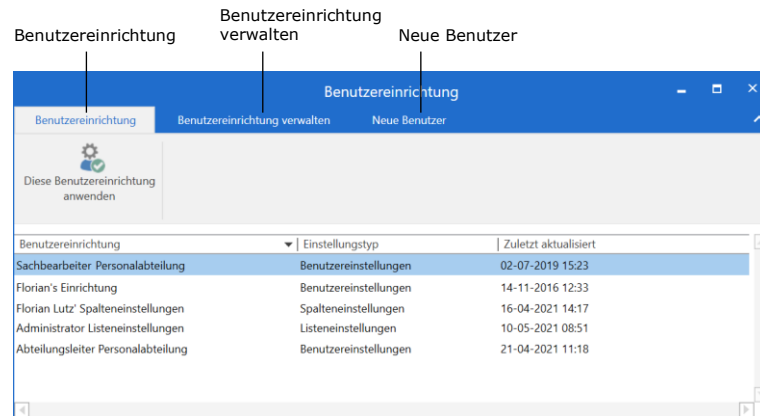 Benutzereinrichtung
Benutzereinrichtung
verwalten
Neue Benutzer
Benutzereinrichtung
Benutzereinrichtung
Benutzereinrichtung verwalten
Neue Benutzer
Diese Benutzereinrichtung
anwenden
Benutzereinrichtung Einstellungstyp Zuletzt aktualisiert
Sachbearbeiter Personalabteilung Benutzereinstellungen 02-07-2019 15:23
Florian's Einrichtung Benutzereinstellungen 14-11-2016 12:33
Florian Lutz' Spalteneinstellungen Spalteneinstellungen 16-04-2021 14:17
Administrator Listeneinstellungen Listeneinstellungen 10-05-2021 08:51
Abteilungsleiter Personalabteilung Benutzereinstellungen 21-04-2021 11:18